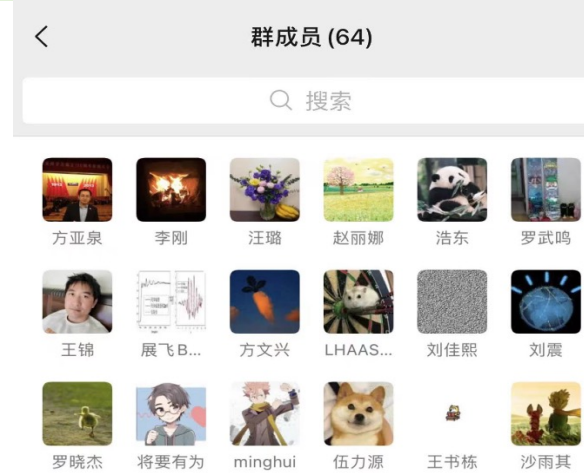 群成员 (64)
搜索
方亚泉 李刚 汪璐 赵丽娜 浩东 罗武鸣
王锦 展飞 B... 方文兴 LHAAS... 刘佳熙 刘震
罗晓杰 将要有为 minghui 伍力源 王书栋 沙雨其